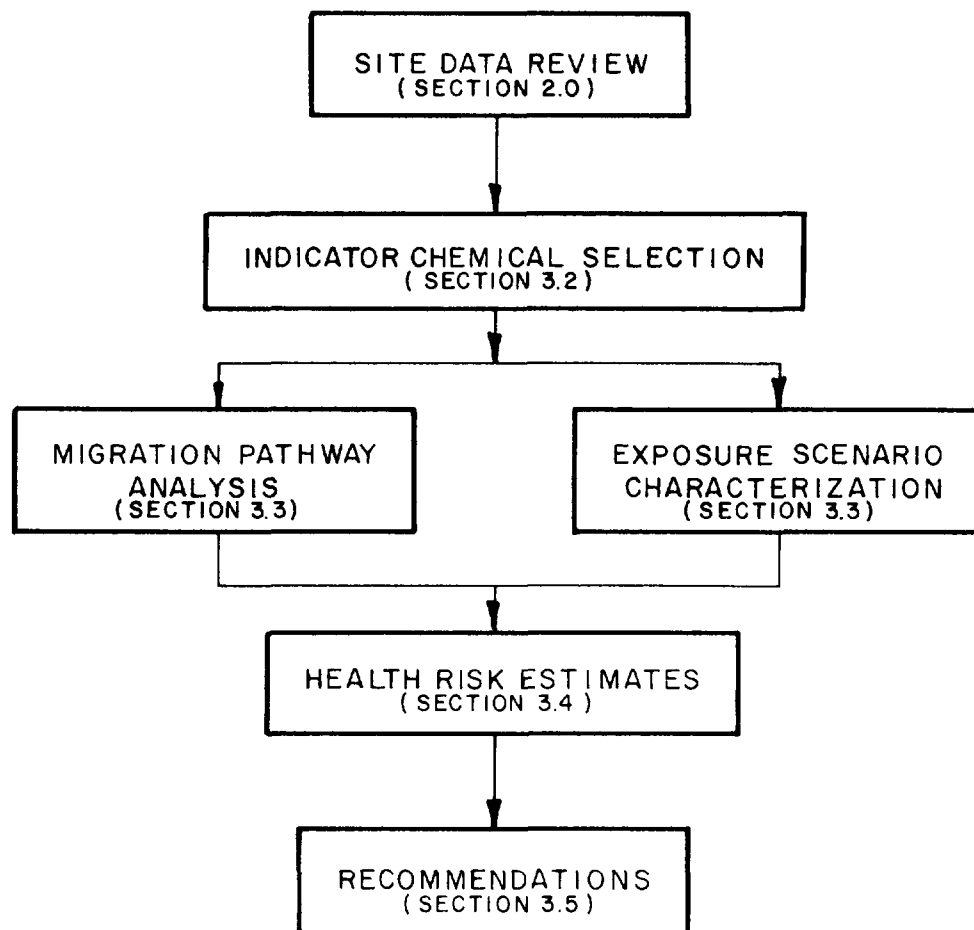 SITE DATA REVIEW
( SECTION 2.0 )
INDICATOR CHEMICAL SELECTION
( SECTION 3.2 )
MIGRATION PATHWAY
ANALYSIS
(SECTION 3.3)
EXPOSURE SCENARIO
CHARACTERIZATION
(SECTION 3.3)
HEALTH RISK ESTIMATES
( SECTION 3.4 )
RECOMMENDATIONS
(SECTION 3.5)